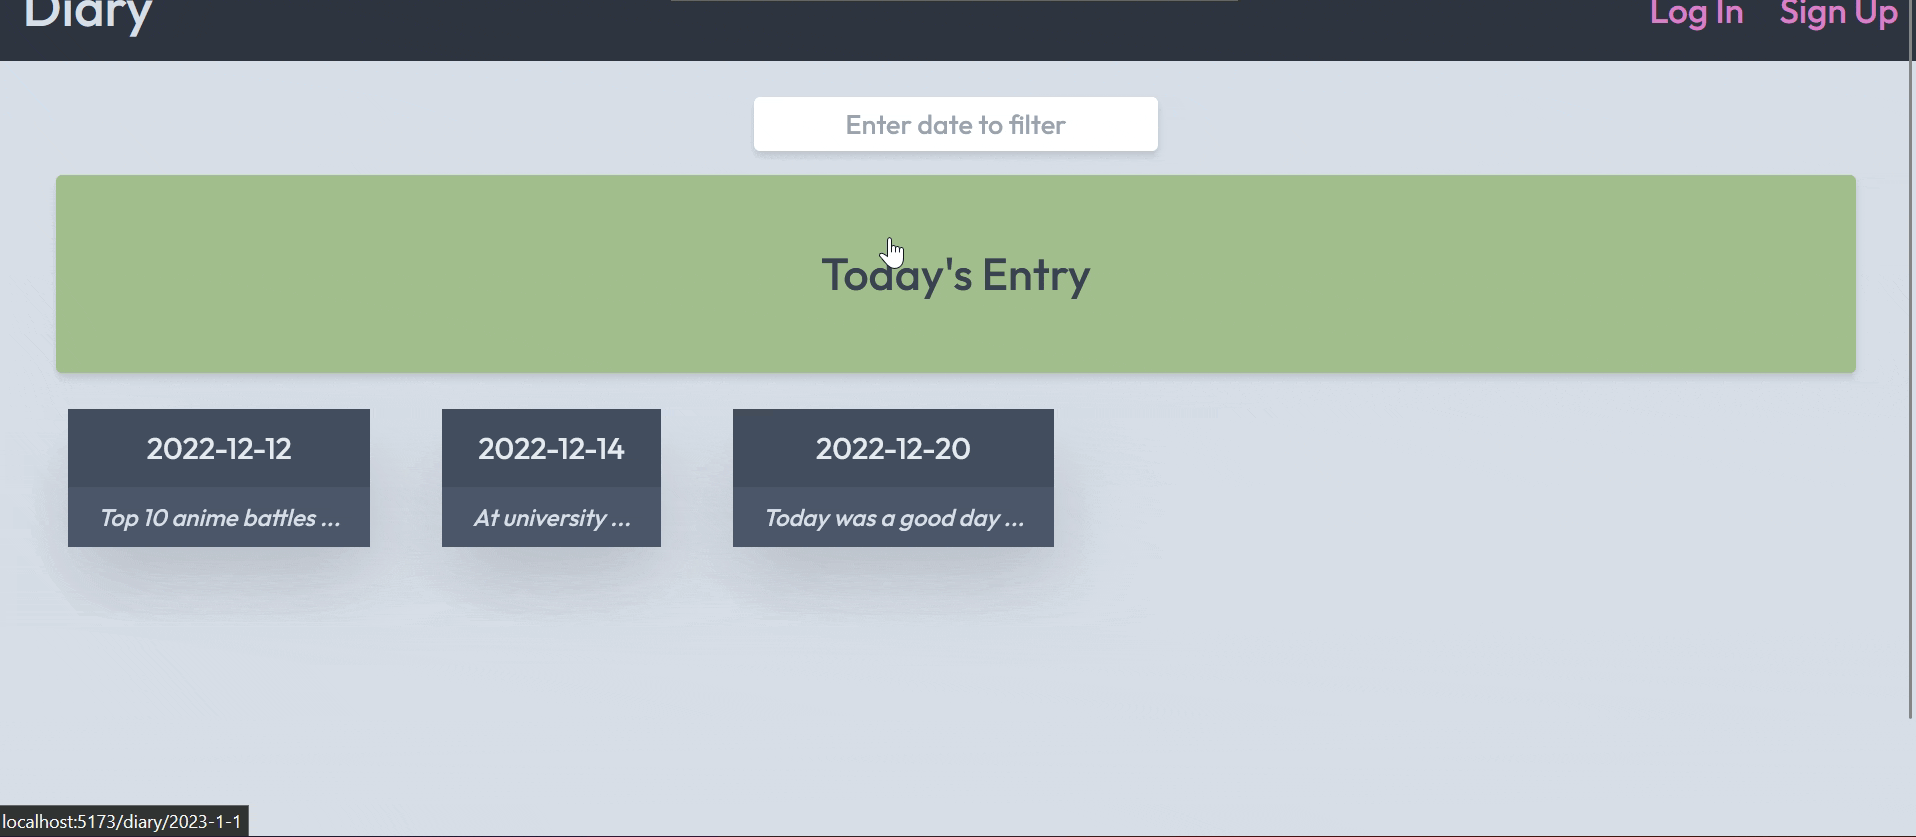 Diary
Log In
Sign Up
Enter date to filter
Today's Entry
2022-12-12
Top 10 anime battles ...
2022-12-14
At university ...
2022-12-20
Today was a good day ...
localhost:5173/diary/2023-1-1